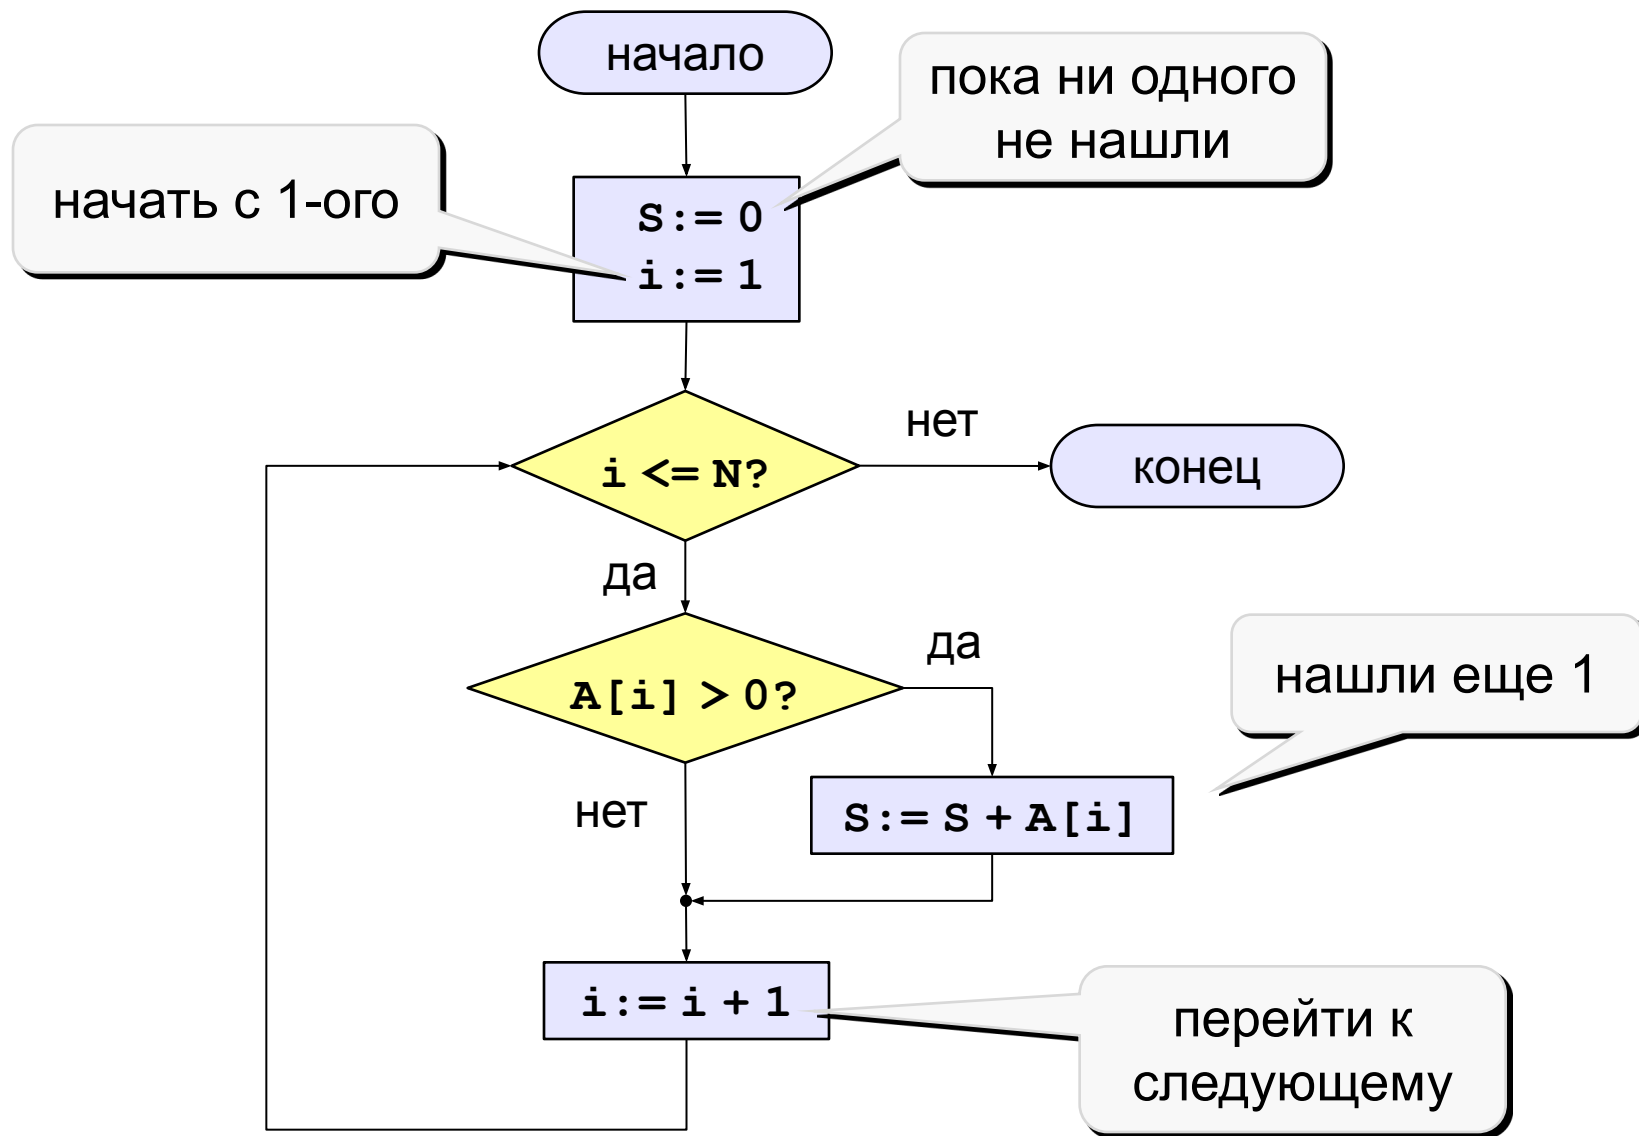 начало
пока ни одного
не нашли
начать с 1-ого
S:= 0
i:= 1
нет
i <= N?
конец
да
да
A[i] > 0?
нашли еще 1
нет
S:= S + A[i]
i:= i + 1
перейти к
следующему